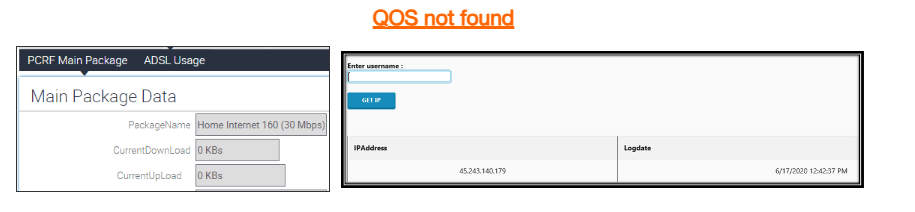 QOS not found
PCRF Main Package ADSL Usage
Main Package Data
PackageName Home Internet 160 (30 Mbps)
CurrentDownLoad 0 KBs
CurrentUpLoad 0 KBs
Enter username :
GET IP
IPAddress Logdate
45.243.140.179 6/17/2020 12:42:37 PM